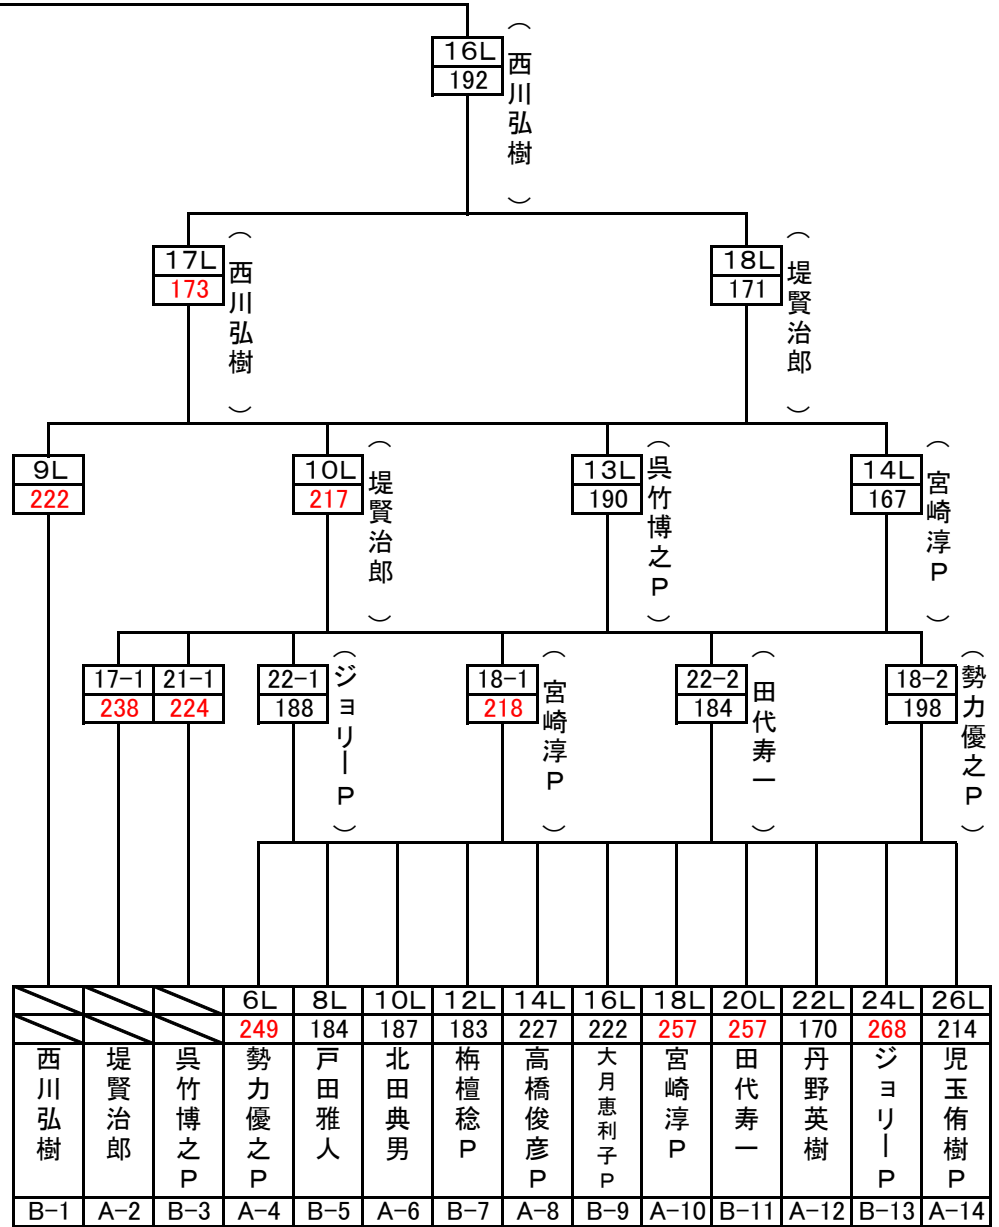 16L
192
（西川弘樹）
17L
173
（西川弘樹）
18L
171
（堤賢治郎）
9L
222
10L
217
（堤賢治郎）
13L
190
（呉竹博之P）
14L
167
（宮崎淳P）
17-1
238
21-1
224
22-1
188
（ジョリーP）
18-1
218
（宮崎淳P）
22-2
184
（田代寿一）
18-2
198
（勢力優之P）
6L 8L 10L 12L 14L 16L 18L 20L 22L 24L 26L
249 184 187 183 227 222 257 257 170 268 214
西川弘樹
堤賢治郎
呉竹博之P
勢力優之P
戸田雅人
北田典男
栴檀稔P
高橋俊彦P
大月恵利子P
宮崎淳P
田代寿一
丹野英樹
ジョリーP
児玉侑樹P
B-1 A-2 B-3 A-4 B-5 A-6 B-7 A-8 B-9 A-10 B-11 A-12 B-13 A-14